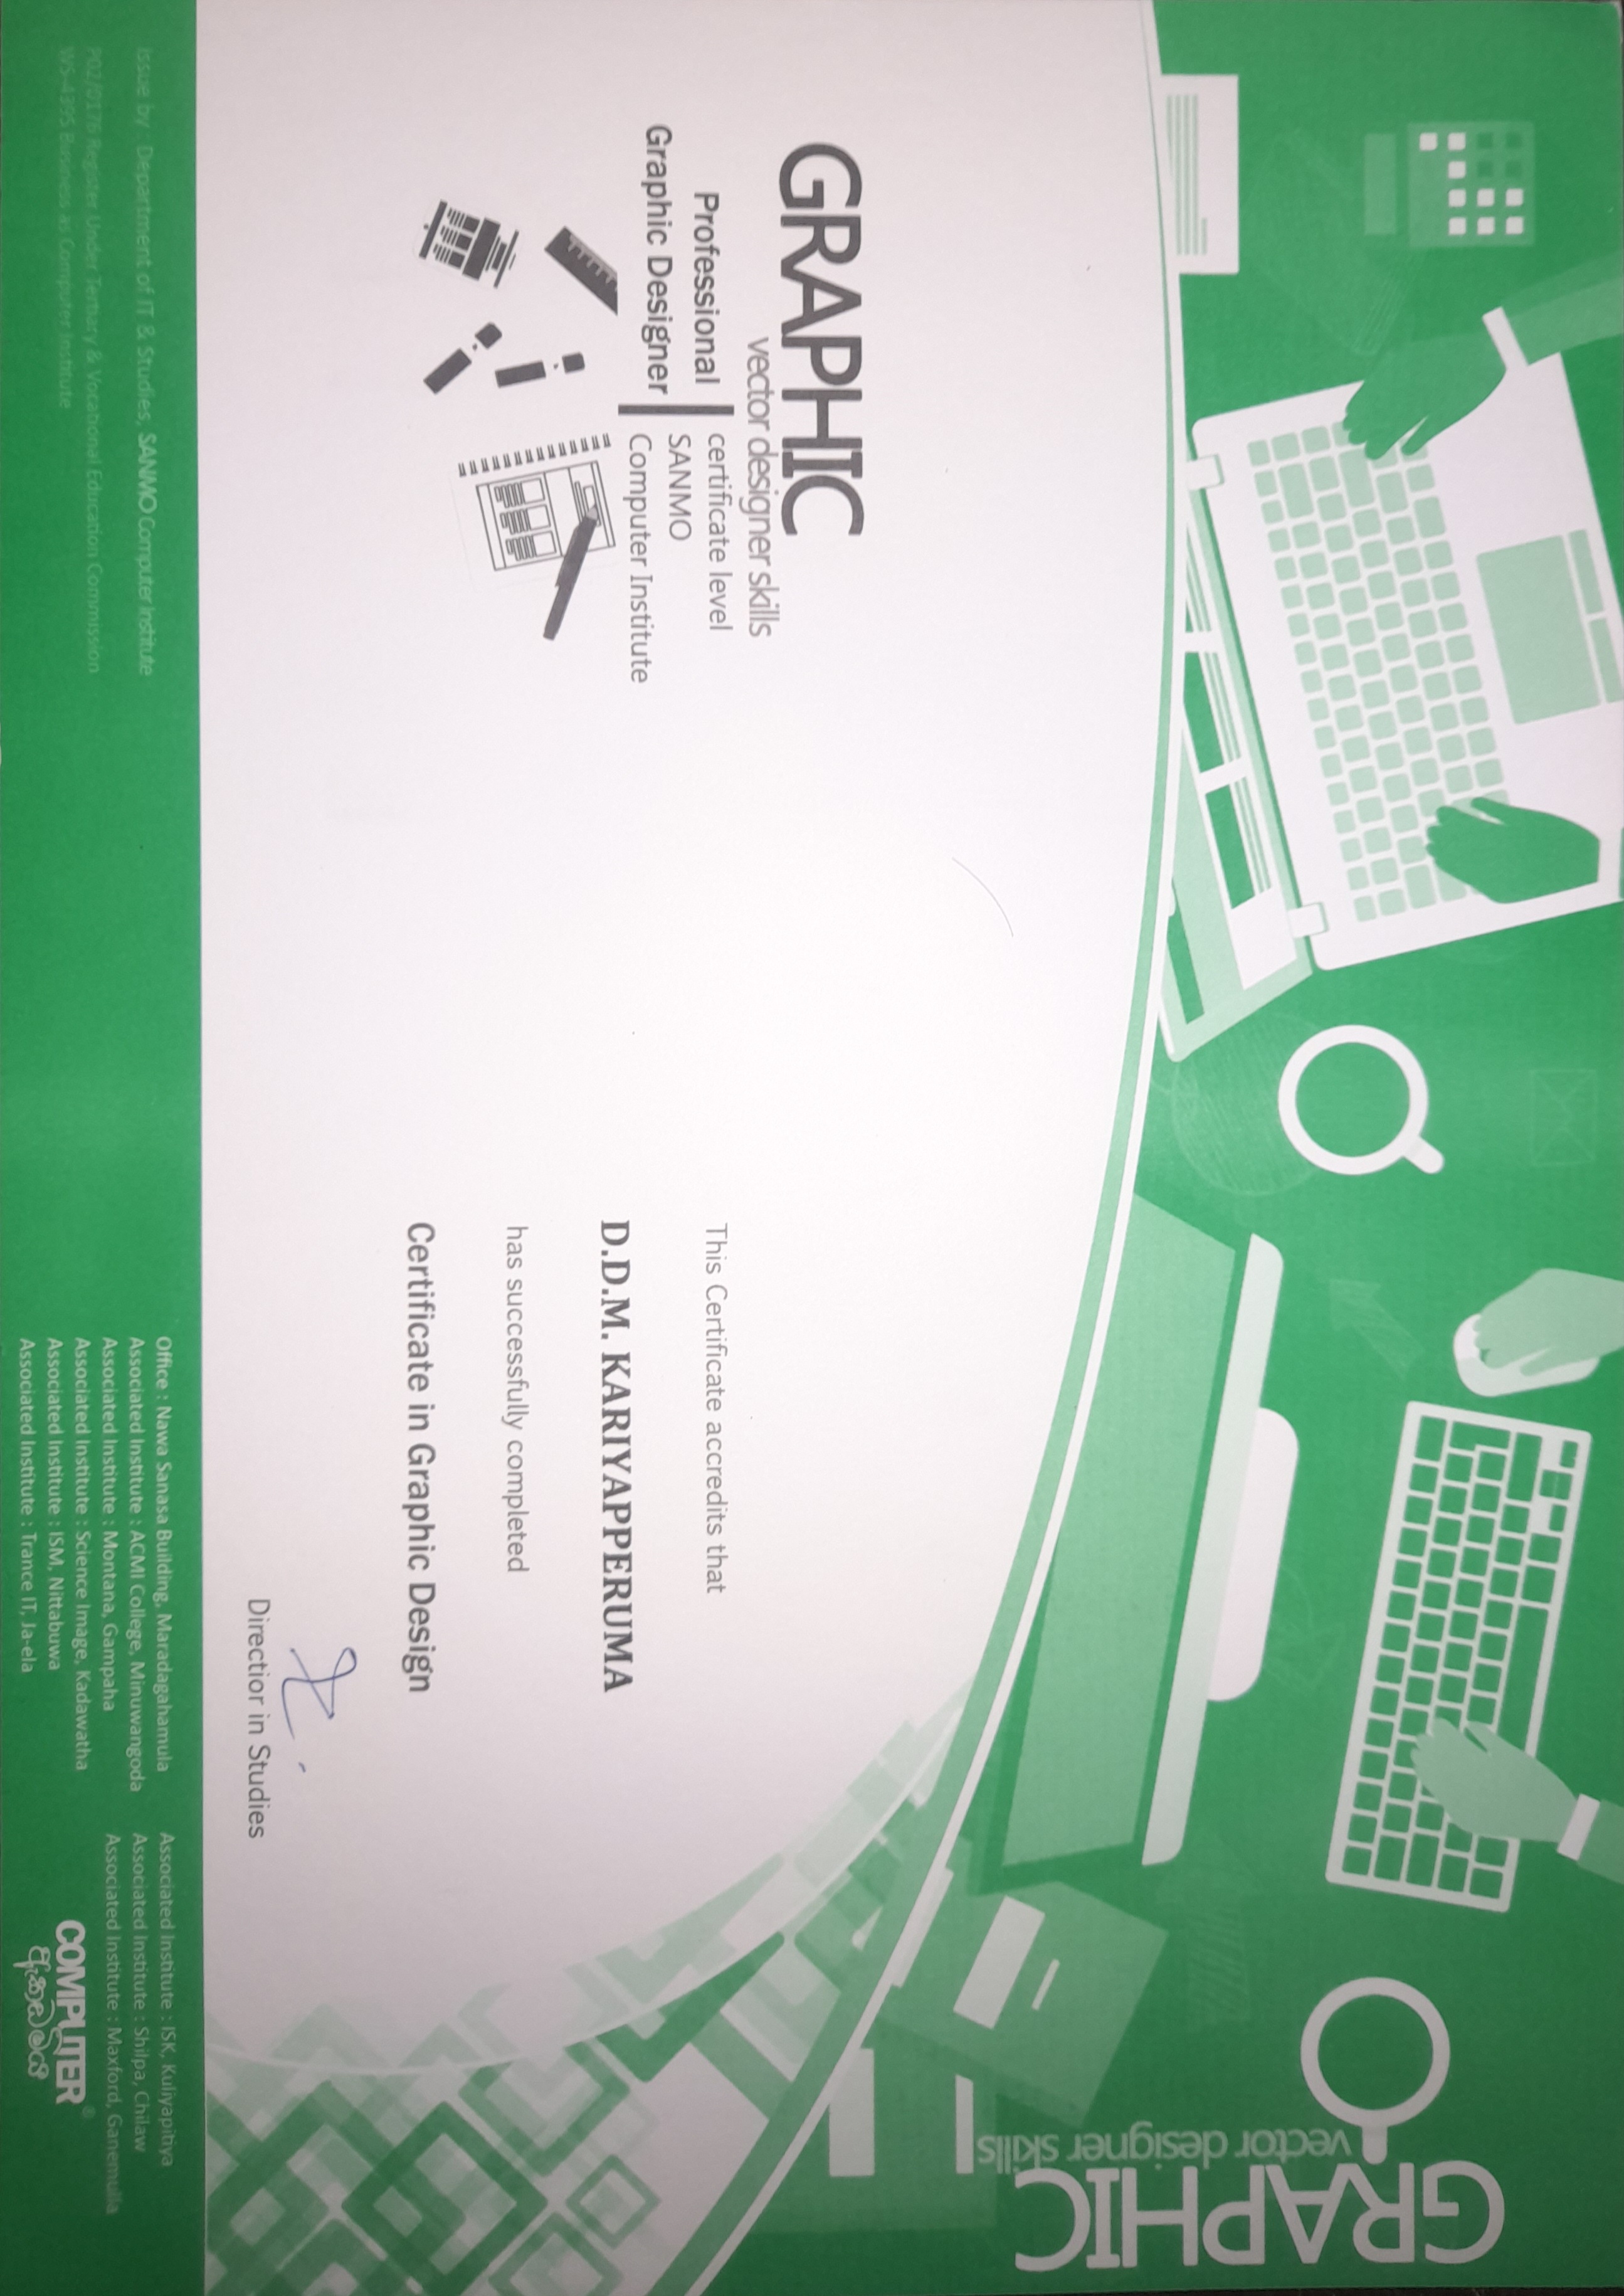 GRAPHIC
vector designer skills
GRAPHIC
vector designer skills
Professional
Graphic Designer
certificate level
SANMO
Computer Institute
This Certificate accredits that
D.D.M. KARIYAPPERUMA
has successfully completed
Certificate in Graphic Design
Directior in Studies
Issue by : Department of IT & Studies, SANMO Computer Institute
P02/0176 Register Under Tertiary & Vocational Education Commission
WS-4395 Business as Computer Institute
Office : Nawa Sanasa Building, Maradagahamula
Associated Institute : ACMI College, Minuwangoda
Associated Institute : Montana, Gampaha
Associated Institute : Science Image, Kadawatha
Associated Institute : ISM, Nittabuwa
Associated Institute : Trance IT, Ja-ela
Associated Institute : ISK, Kuliyapitiya
Associated Institute : Shilpa, Chilaw
Associated Institute : Maxford, Ganemulla
COMPUTER ®